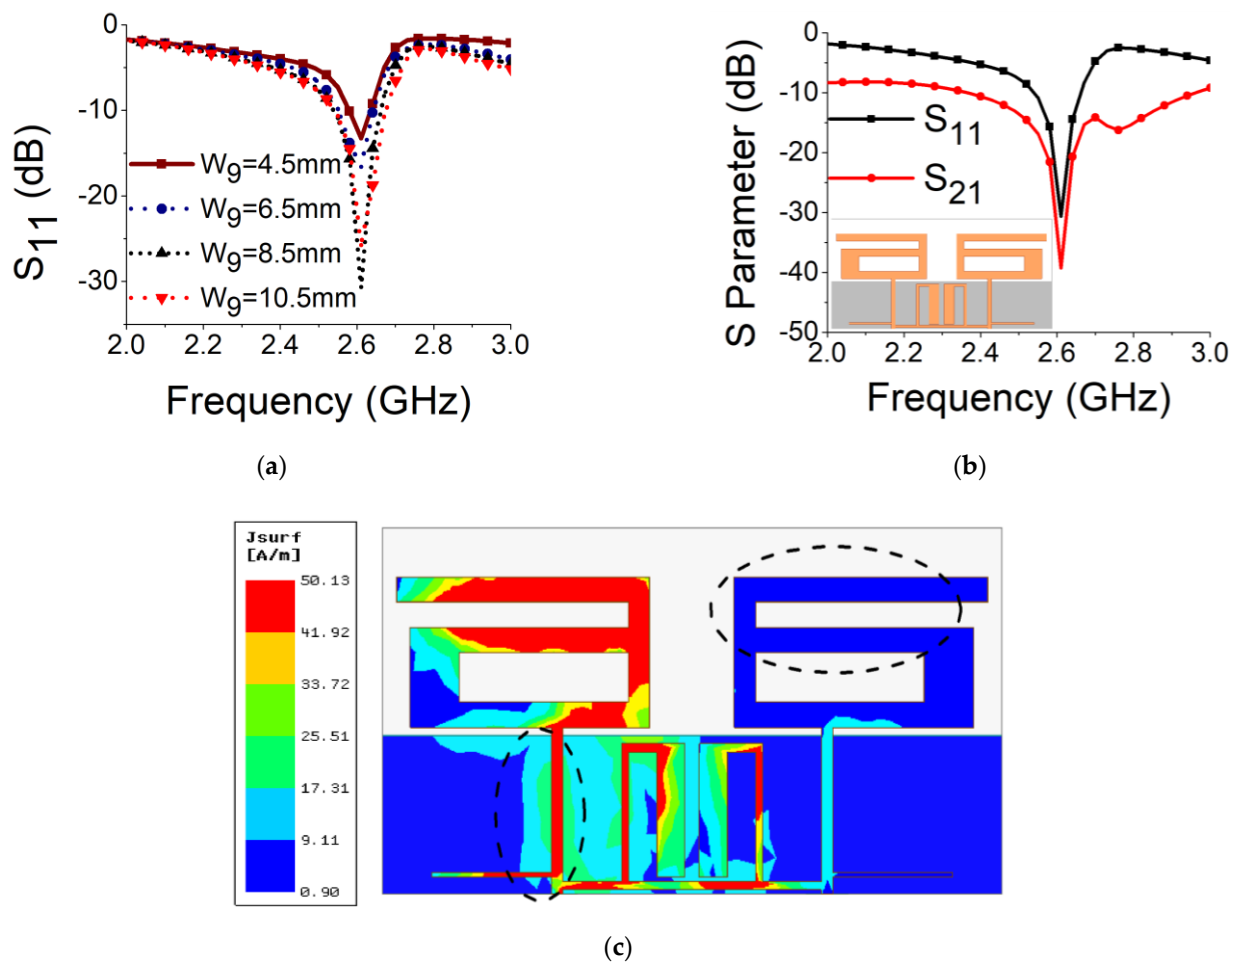 0
-10
-20
-30
S11 (dB)
W9=4.5mm
W9=6.5mm
W9=8.5mm
W9=10.5mm
2.0 2.2 2.4 2.6 2.8 3.0
Frequency (GHz)
(a)
0
-10
-20
-30
-40
-50
S Parameter (dB)
S11
S21
2.0 2.2 2.4 2.6 2.8 3.0
Frequency (GHz)
(b)
Jsurf
[A/m]
50.13
41.92
33.72
25.51
17.31
9.11
0.90
(c)